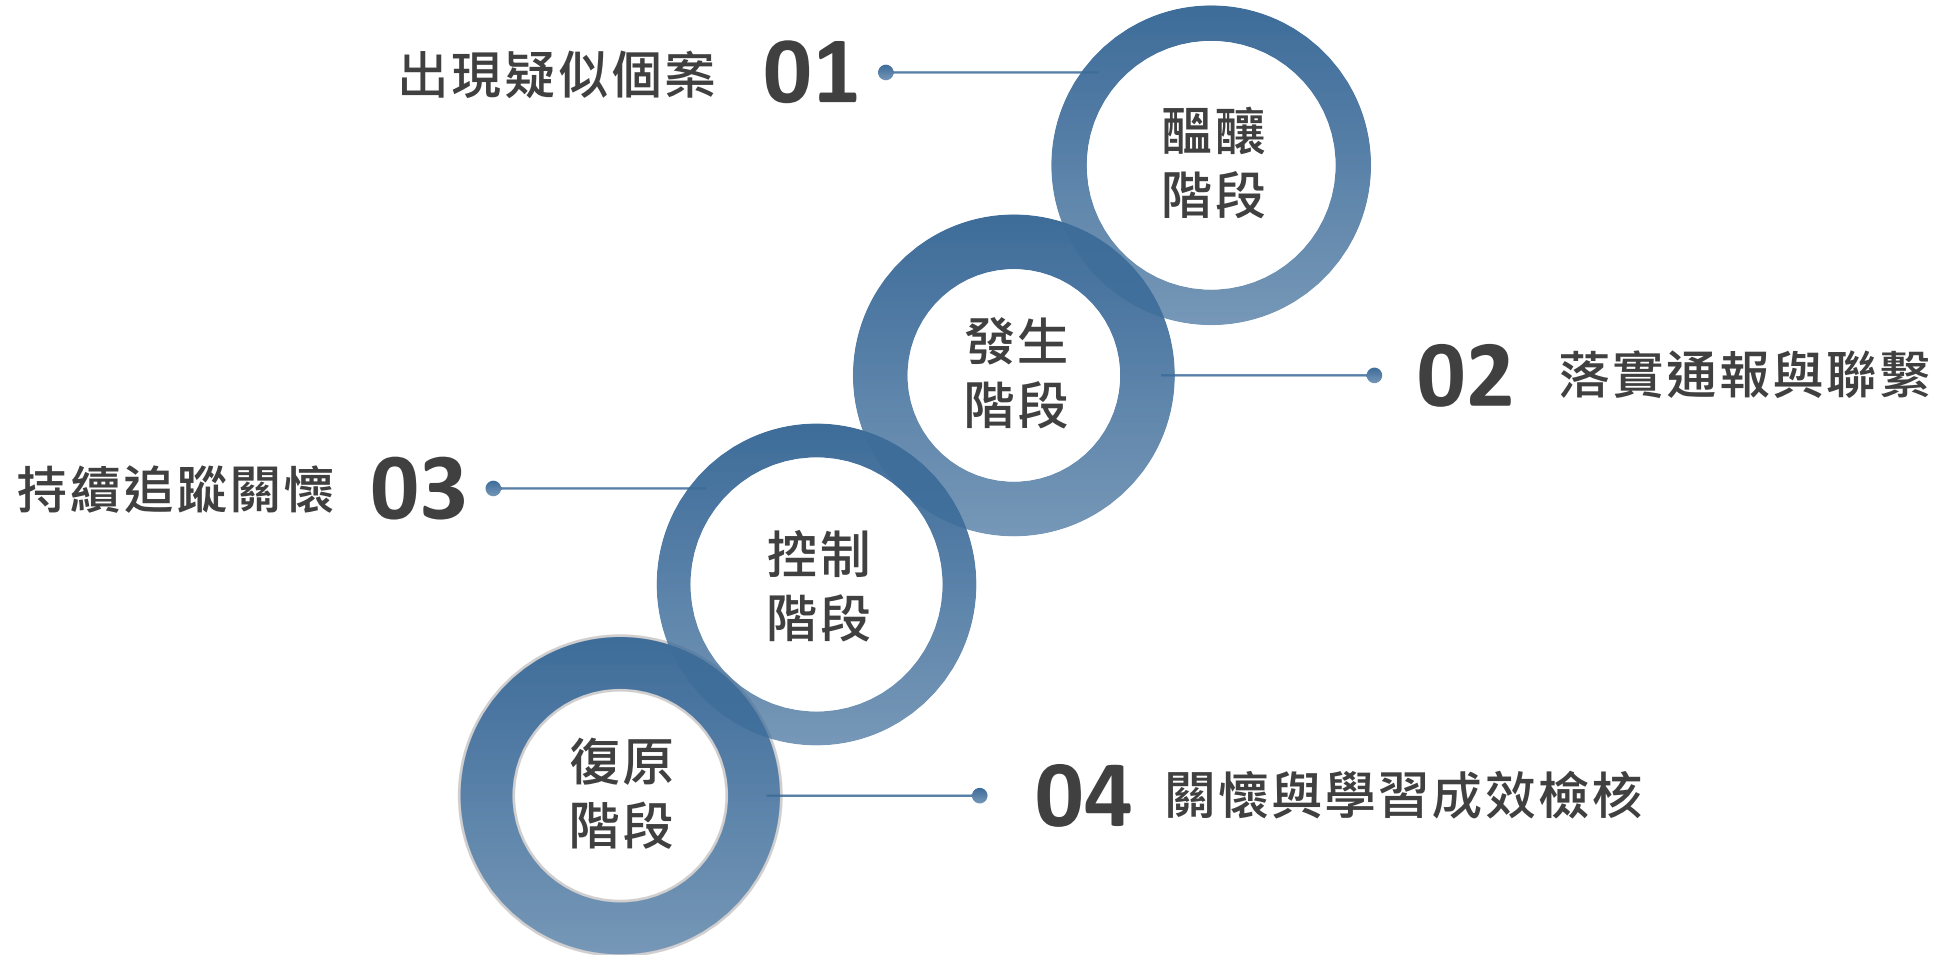 出現疑似個案 01
醞釀
階段
發生
階段
02 落實通報與聯繫
持續追蹤關懷 03
控制
階段
復原
階段
04 關懷與學習成效檢核